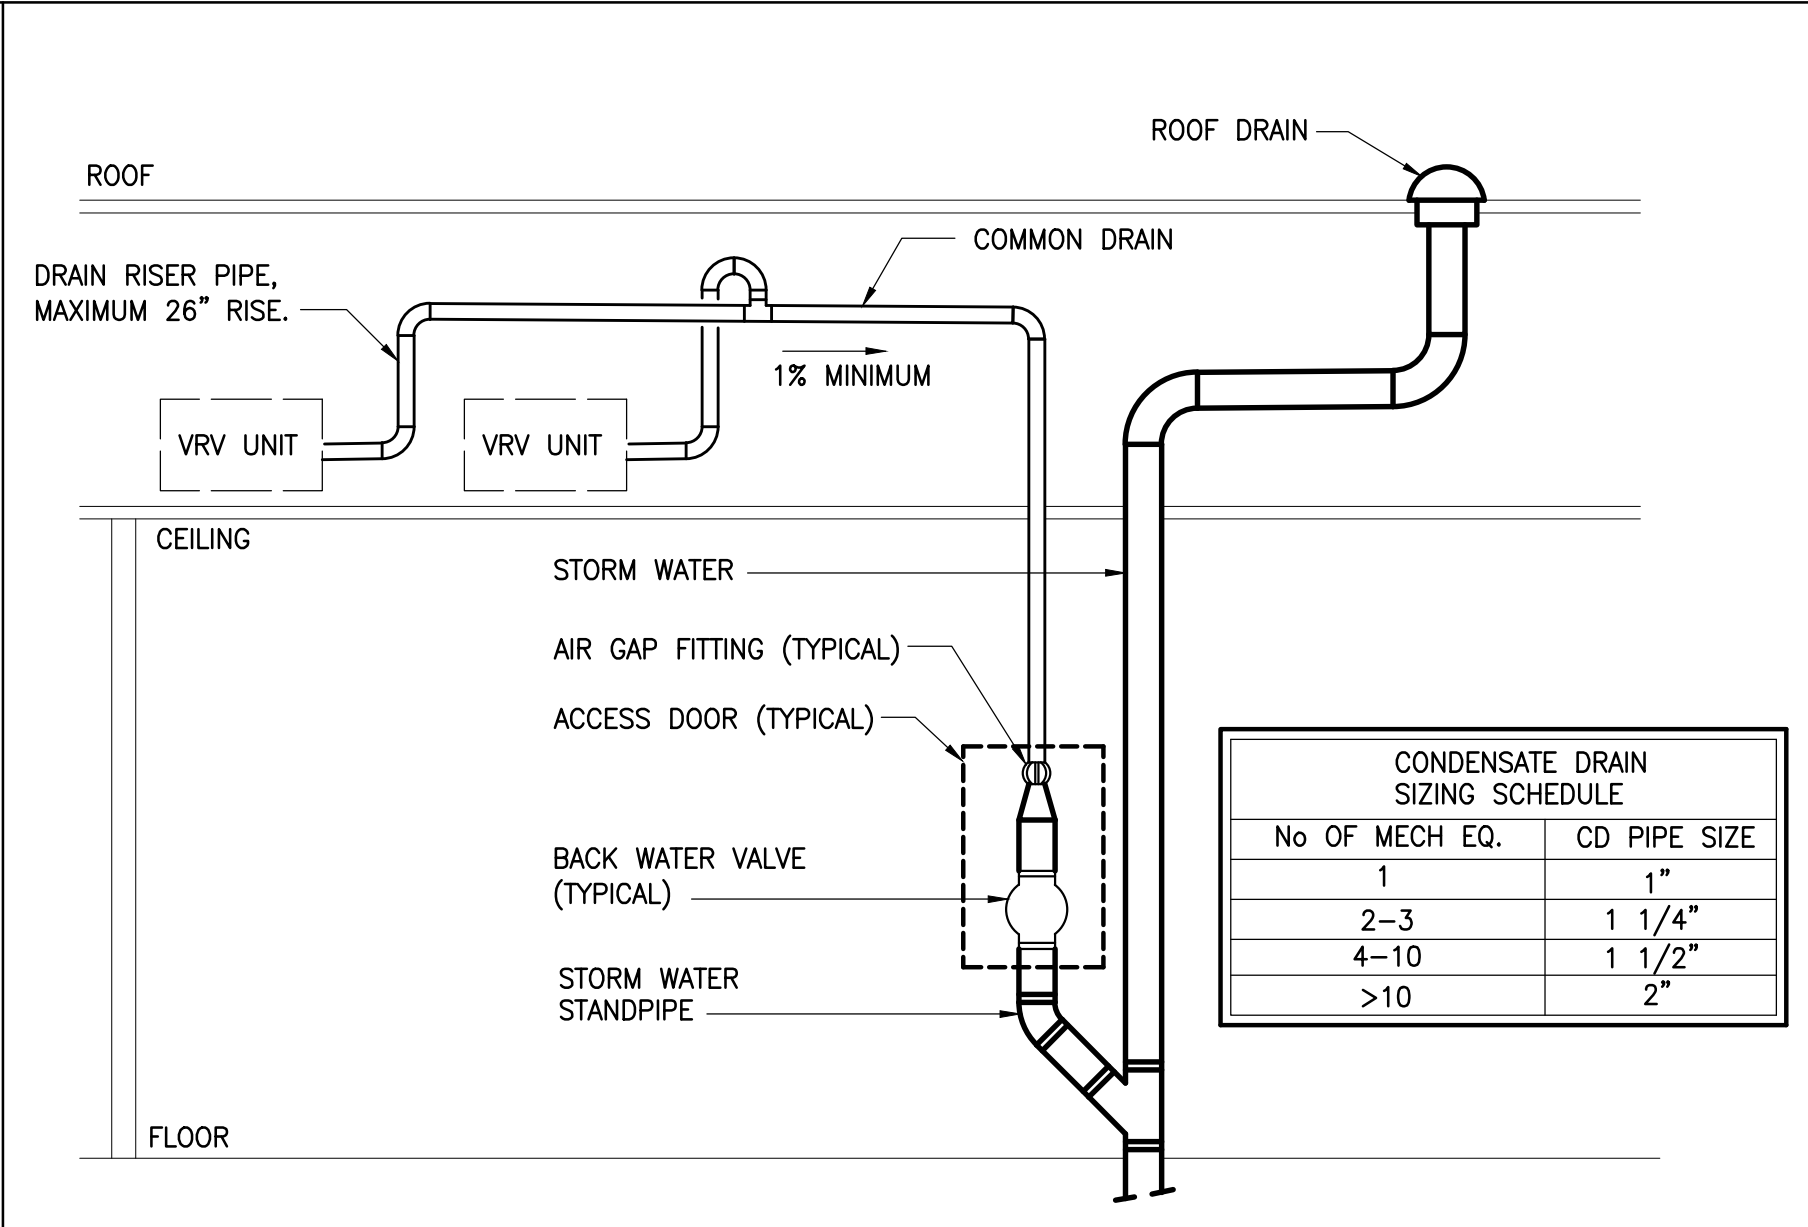 ROOF DRAIN
ROOF
COMMON DRAIN
DRAIN RISER PIPE,
MAXIMUM 26" RISE.
1% MINIMUM
VRV UNIT
VRV UNIT
CEILING
STORM WATER
AIR GAP FITTING (TYPICAL)
ACCESS DOOR (TYPICAL)
BACK WATER VALVE
(TYPICAL)
STORM WATER
STANDPIPE
FLOOR
CONDENSATE DRAIN
SIZING SCHEDULE
No OF MECH EQ. CD PIPE SIZE
1 1"
2-3 1 1/4"
4-10 1 1/2"
>10 2"